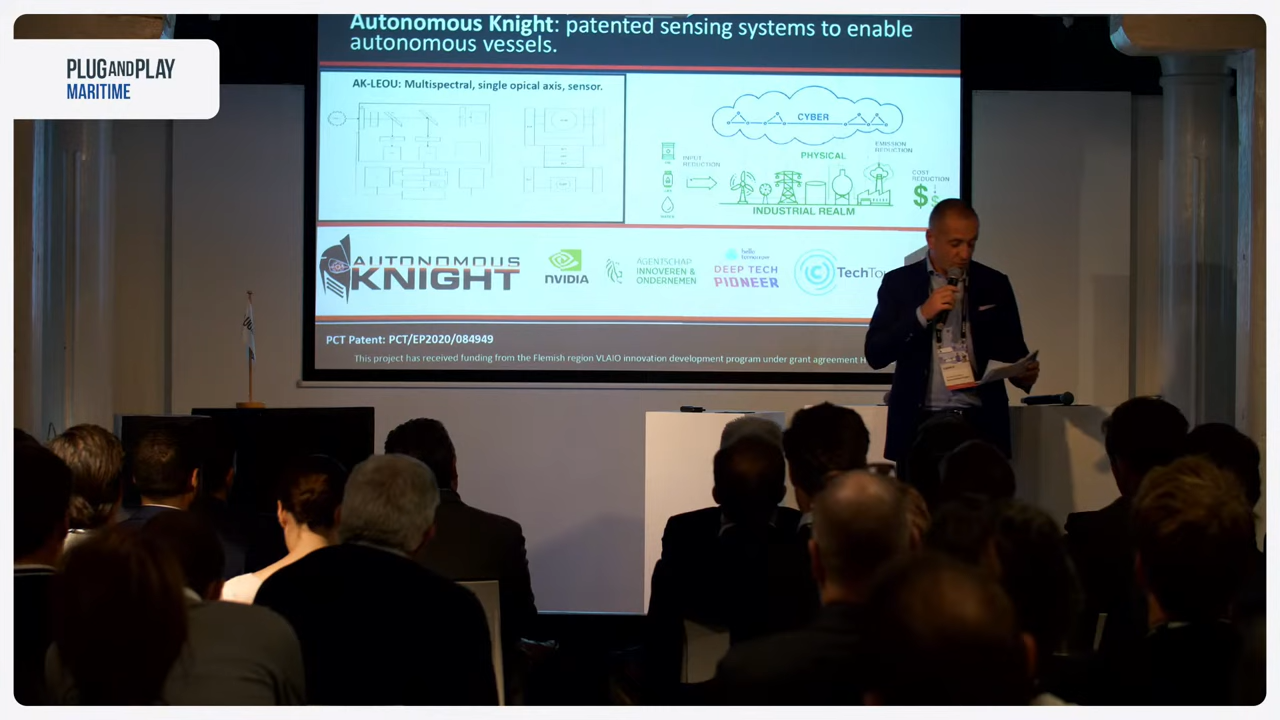 PLUGANDPLAY
MARITIME
Autonomous Knight: patented sensing systems to enable
autonomous vessels.
AK-LEOU: Multispectral, single opical axis, sensor.
CYBER
PHYSICAL
INPUT
REDUCTION
EMISSION
REDUCTION
COST
REDUCTION
$
INDUSTRIAL REALM
AUTONOMOUS
KNIGHT
NVIDIA
AGENTSCHAP
INNOVEREN &
ONDERNEMEN
hello
tomorrow
DEEP TECH
PIONEER
TechTo
PCT Patent: PCT/EP2020/084949
This project has received funding from the Flemish region VLAIO innovation development program under grant agreement H